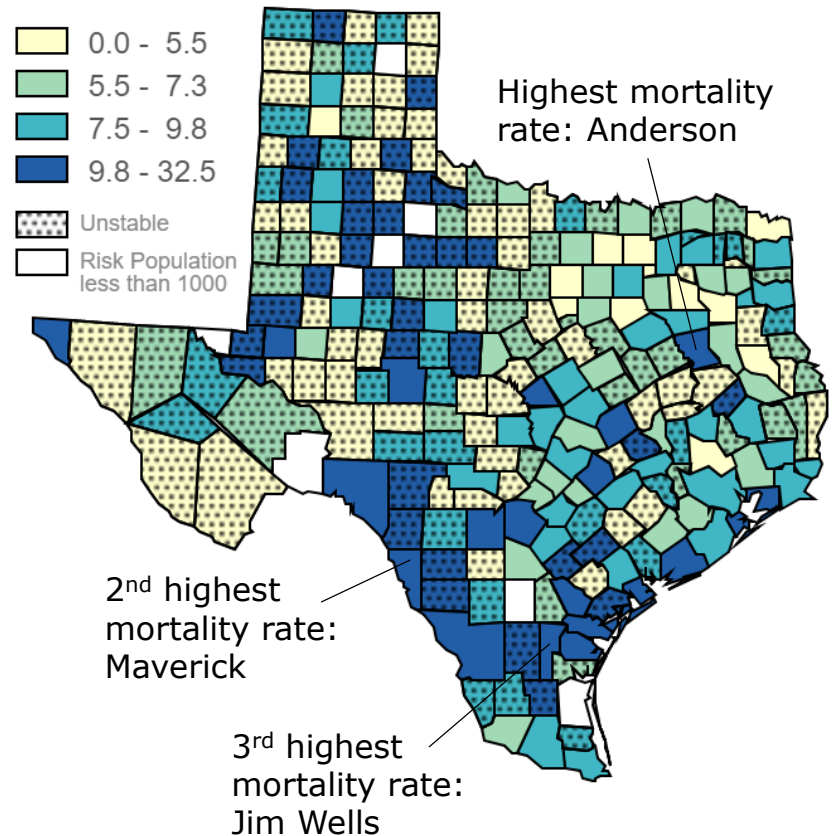 0.0 - 5.5
5.5 - 7.3
7.5 - 9.8
9.8 - 32.5
Unstable
Risk Population
less than 1000
Highest mortality
rate: Anderson
2nd highest
mortality rate:
Maverick
3rd highest
mortality rate:
Jim Wells